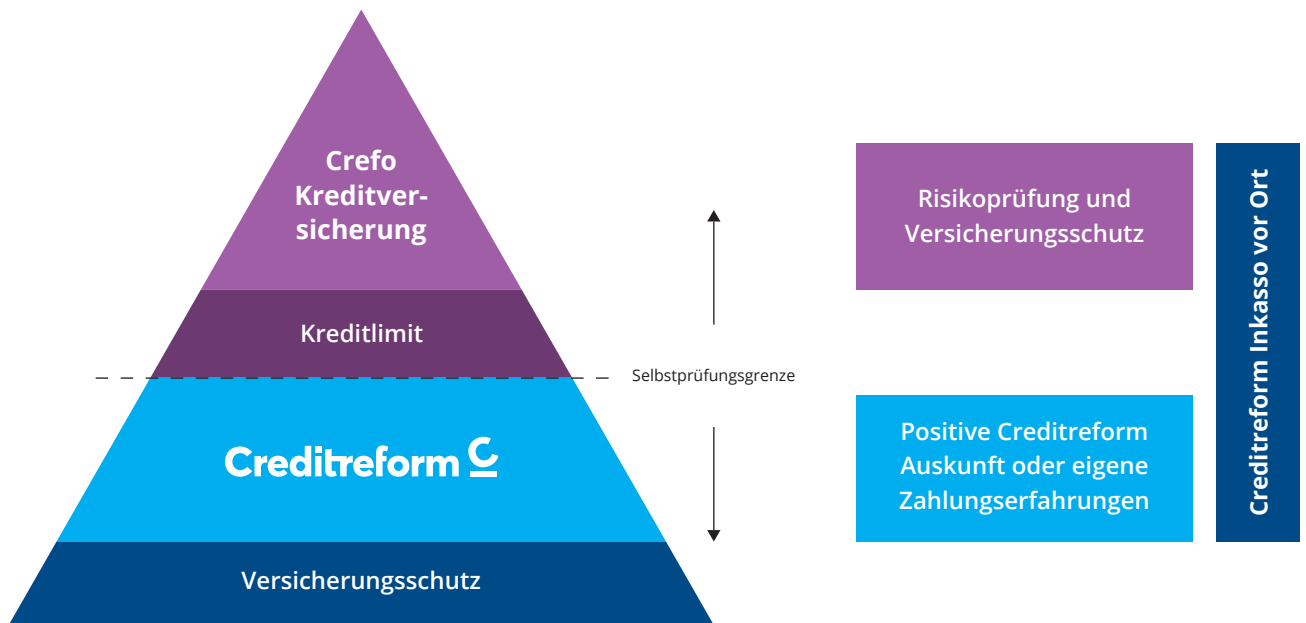 Crefo
Kreditver-
sicherung
Kreditlimit
Selbstprüfungsgrenze
Creditreform C
Versicherungsschutz
Risikoprüfung und
Versicherungsschutz
Positive Creditreform
Auskunft oder eigene
Zahlungserfahrungen
Creditreform Inkasso vor Ort